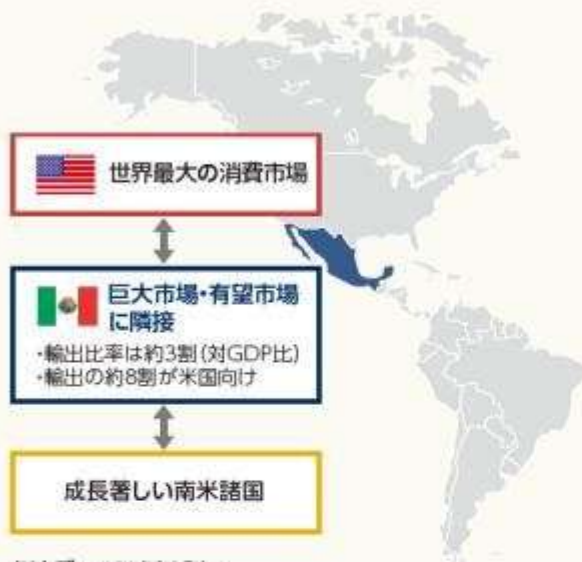 世界最大の消費市場
巨大市場・有望市場
に隣接
・輸出比率は約3割(対GDP比)
・輸出の約8割が米国向け
成長著しい南米諸国